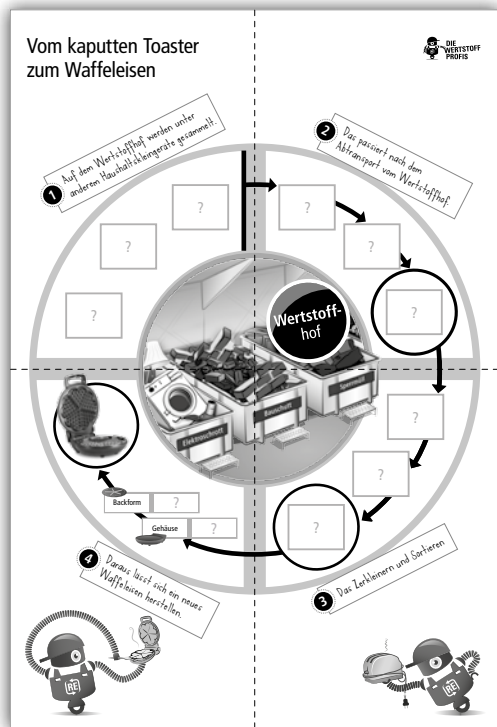 Vom kaputten Toaster
zum Waffeleisen
DIE
WERTSTOFF
PROFIS
1
Auf dem Wertstoffhof werden unter
anderem Haushaltskleingeräte gesammelt.
2
Das passiert nach dem
Abtransport vom Wertstoffhof.
?
?
?
?
?
?
Wertstoff-
hof
Elektroschrott
Bauschutt
Sperrmüll
?
?
?
Backform
?
Gehäuse
?
4
Daraus lässt sich ein neues
Waffeleisen herstellen.
3
Das Zerkleinern und Sortieren
RE
RE